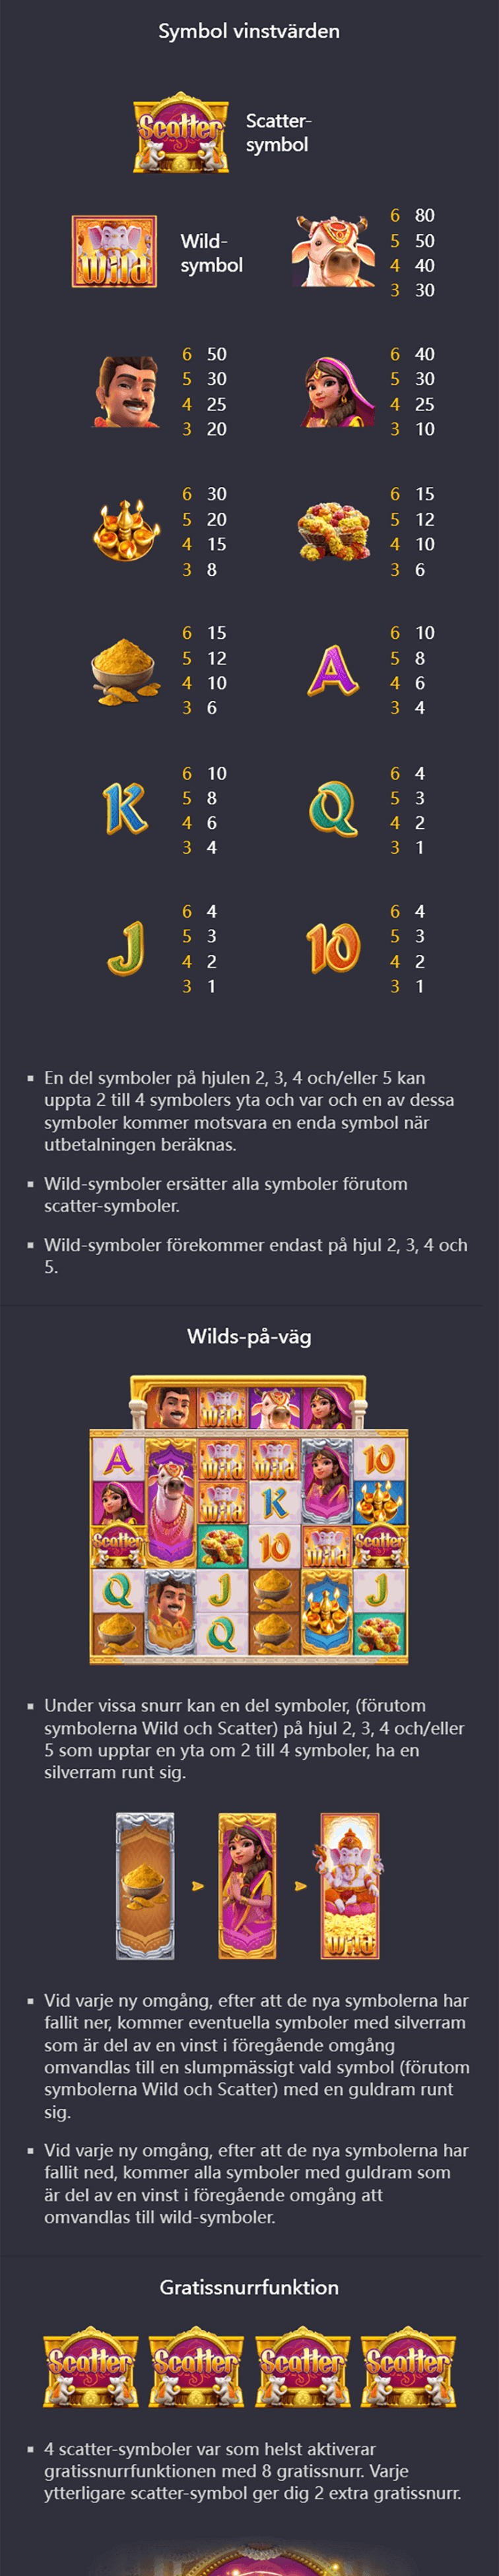 Symbol vinstvärden
Scatter
Scatter-
symbol
Wild
Wild-
symbol
6 80
5 50
4 40
3 30
6 50
5 30
4 25
3 20
6 40
5 30
4 25
3 10
6 30
5 20
4 15
3 8
6 15
5 12
4 10
3 6
6 15
5 12
4 10
3 6
A
6 10
5 8
4 6
3 4
K
6 10
5 8
4 6
3 4
Q
6 4
5 3
4 2
3 1
J
6 4
5 3
4 2
3 1
10
6 4
5 3
4 2
3 1
En del symboler på hjulen 2, 3, 4 och/eller 5 kan
uppta 2 till 4 symbolers yta och var och en av dessa
symboler kommer motsvara en enda symbol när
utbetalningen beräknas.
Wild-symboler ersätter alla symboler förutom
scatter-symboler.
Wild-symboler förekommer endast på hjul 2, 3, 4 och
5.
Wilds-på-väg
Wild
A Wild Wild 10
Wild K
Scatter 10 Wild Scatter
Q J J
Q
Under vissa snurr kan en del symboler, (förutom
symbolerna Wild och Scatter) på hjul 2, 3, 4 och/eller
5 som upptar en yta om 2 till 4 symboler, ha en
silverram runt sig.
Wild
Vid varje ny omgång, efter att de nya symbolerna har
fallit ner, kommer eventuella symboler med silverram
som är del av en vinst i föregående omgång
omvandlas till en slumpmässigt vald symbol (förutom
symbolerna Wild och Scatter) med en guldram runt
sig.
Vid varje ny omgång, efter att de nya symbolerna har
fallit ned, kommer alla symboler med guldram som
är del av en vinst i föregående omgång att
omvandlas till wild-symboler.
Gratissnurrfunktion
Scatter Scatter Scatter Scatter
4 scatter-symboler var som helst aktiverar
gratissnurrfunktionen med 8 gratissnurr. Varje
ytterligare scatter-symbol ger dig 2 extra gratissnurr.